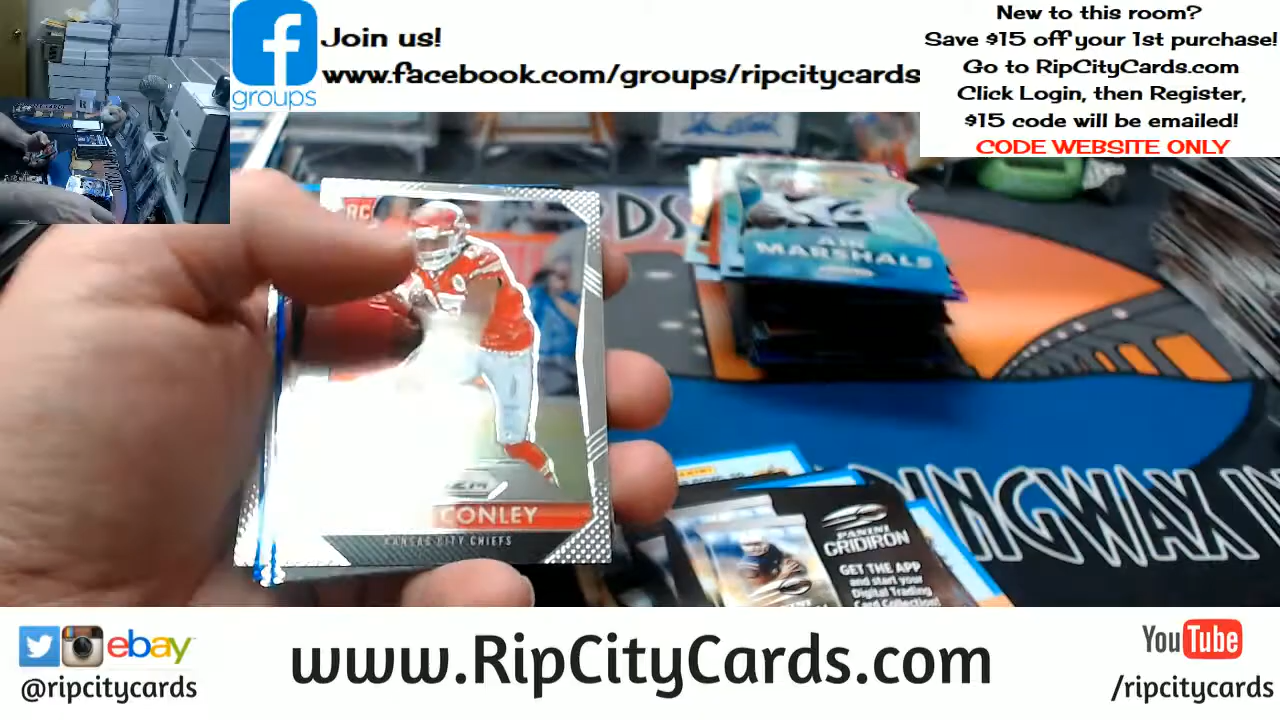 Join us!
www.facebook.com/groups/ripcitycards
groups
New to this room?
Save $15 off your 1st purchase!
Go to RipCityCards.com
Click Login, then Register,
$15 code will be emailed!
CODE WEBSITE ONLY
RC
CONLEY
KANSAS CITY CHIEFS
AIR
MARSHALS
DS
INGWAX
PANINI
PANINI
GRIDIRON
GET THE APP
and start your
Digital Trading
Card Collection!
ebay
@ripcitycards
www.RipCityCards.com
YouTube
/ripcitycards